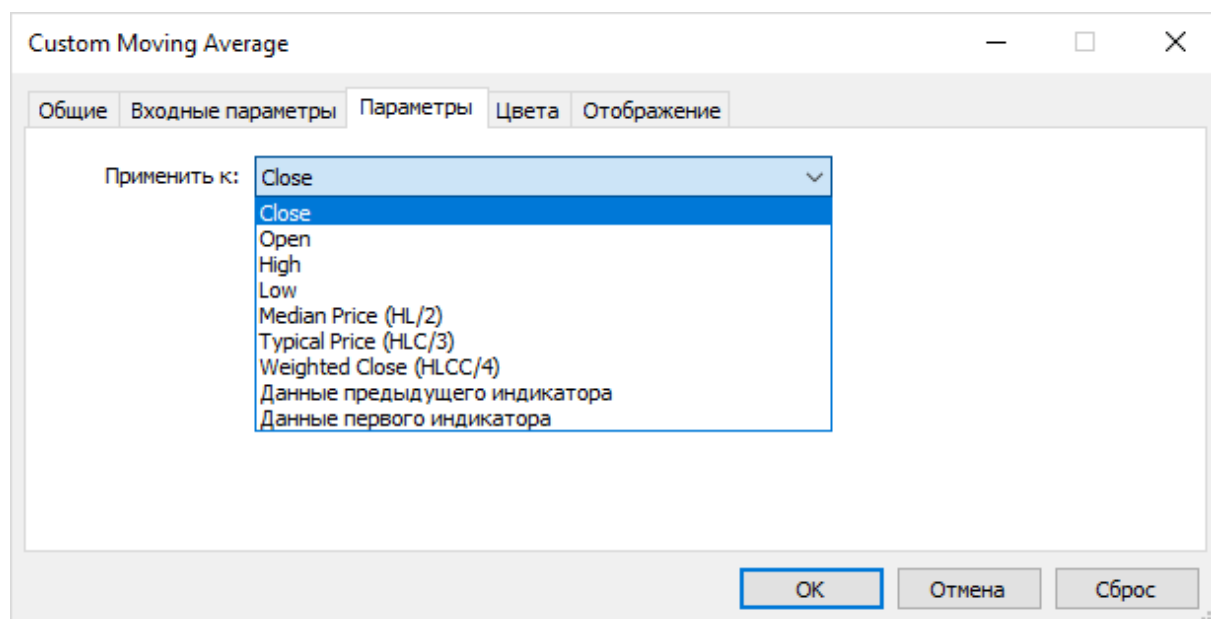 Custom Moving Average
Общие Входные параметры Параметры Цвета Отображение
Применить к: Close
Close
Open
High
Low
Median Price (HL/2)
Typical Price (HLC/3)
Weighted Close (HLCC/4)
Данные предыдущего индикатора
Данные первого индикатора
OK Отмена Сброс